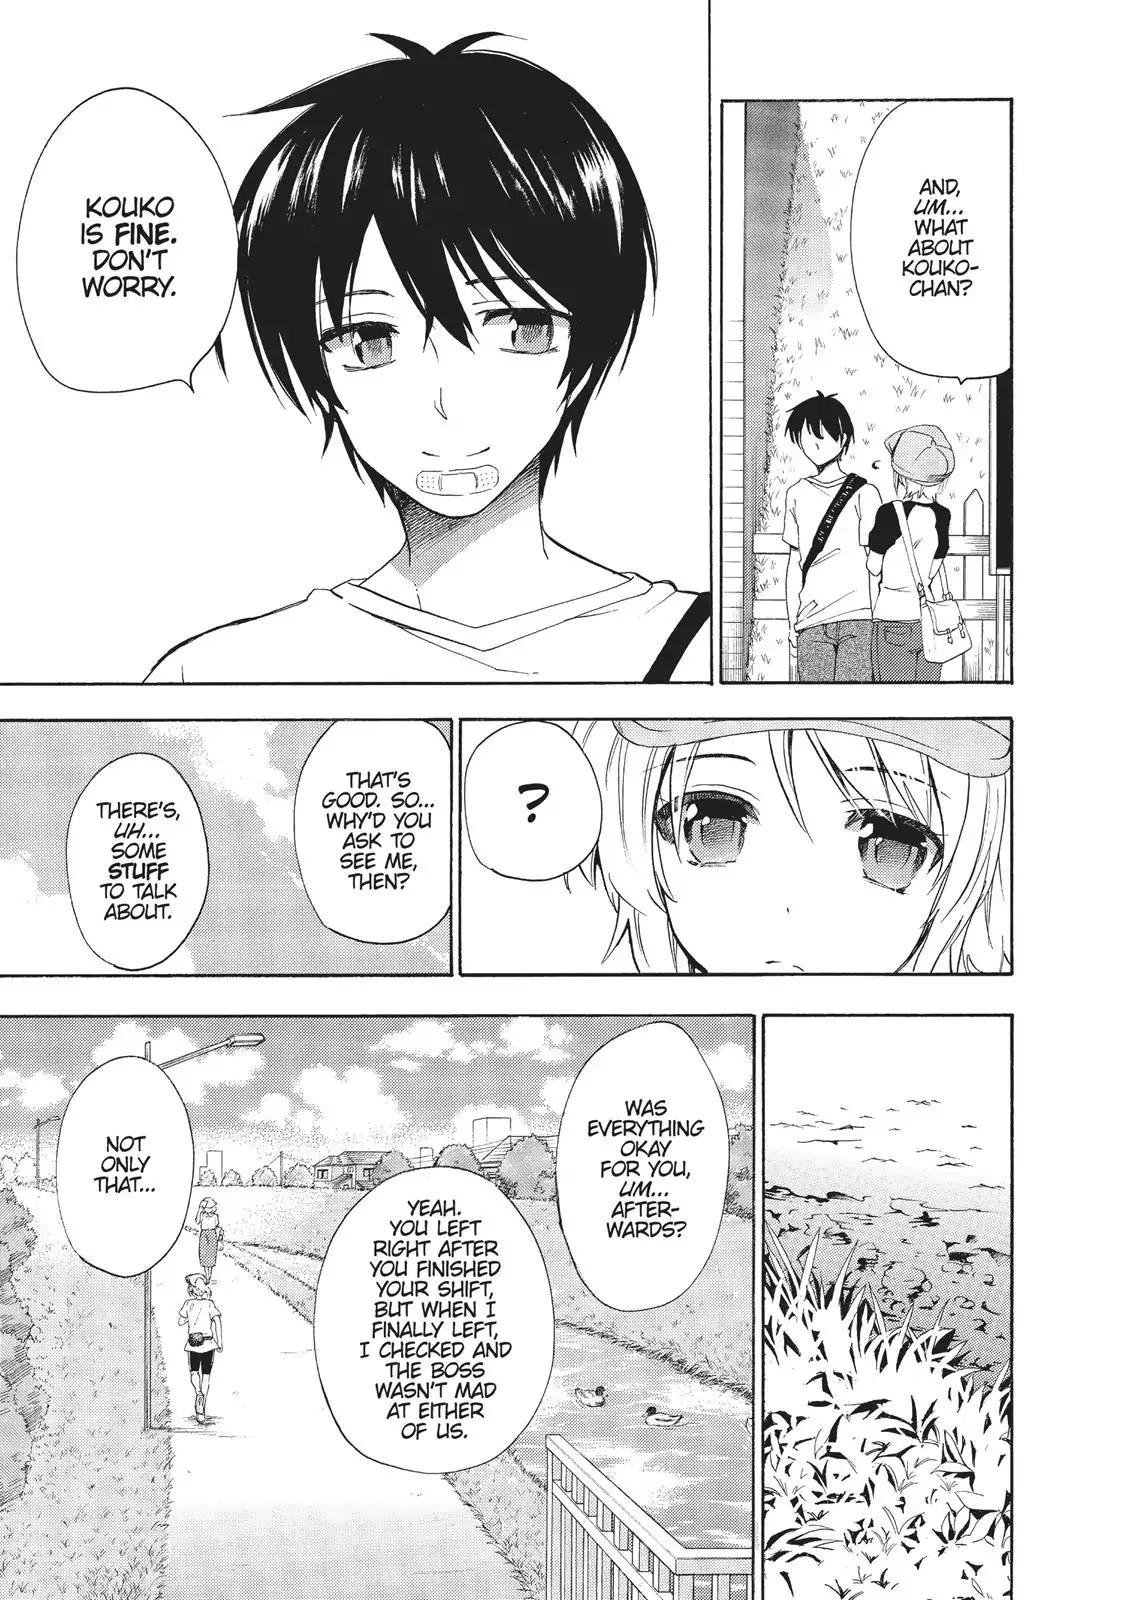 AND,
UM...
WHAT
ABOUT
KOUKO-
CHAN?
KOUKO
IS FINE.
DON'T
WORRY.
?
THAT'S
GOOD. SO...
WHY'D YOU
ASK TO
SEE ME,
THEN?
THERE'S,
UH...
SOME
STUFF
TO TALK
ABOUT.
WAS
EVERYTHING
OKAY
FOR YOU,
UM...
AFTER-
WARDS?
YEAH.
YOU LEFT
RIGHT AFTER
YOU FINISHED
YOUR SHIFT,
BUT WHEN I
FINALLY LEFT,
I CHECKED AND
THE BOSS
WASN'T MAD
AT EITHER
OF US.
NOT
ONLY
THAT...